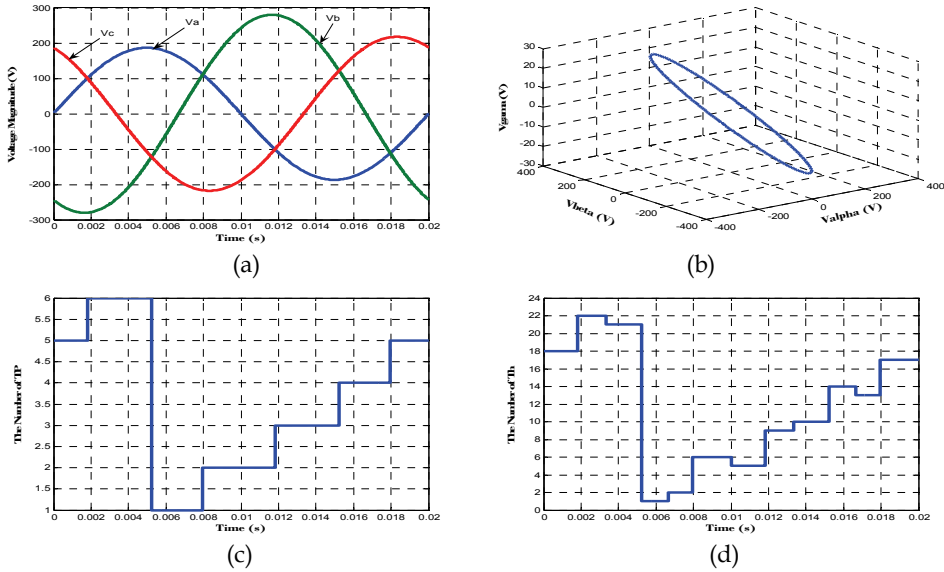 300
200
100
0
-100
-200
300
Vc
Va
Vb
Voltage Magnitude (V)
0 0.002 0.004 0.006 0.008 0.01 0.012 0.014 0.016 0.018 0.02
Time (s)
(a)
30
20
10
0
-10
-20
-30
Vgama (V)
200
0
-200
-400
Vbeta (V)
-400
-200
0
200
400
Valpha (V)
400
(b)
6
5.5
5
4.5
4
3.5
3
2.5
2
1.5
1
The Number of TP
0 0.002 0.004 0.006 0.008 0.01 0.012 0.014 0.016 0.018 0.02
Time (s)
(c)
24
22
20
18
16
14
12
10
8
6
4
2
0
The Number of Th
0 0.002 0.004 0.006 0.008 0.01 0.012 0.014 0.016 0.018 0.02
Time (s)
(d)